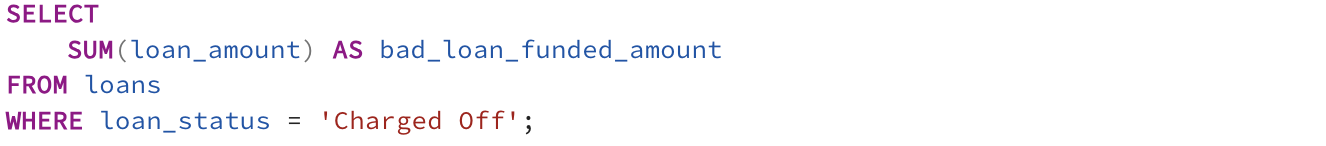 SELECT
    SUM(loan_amount) AS bad_loan_funded_amount
FROM loans
WHERE loan_status = 'Charged Off';